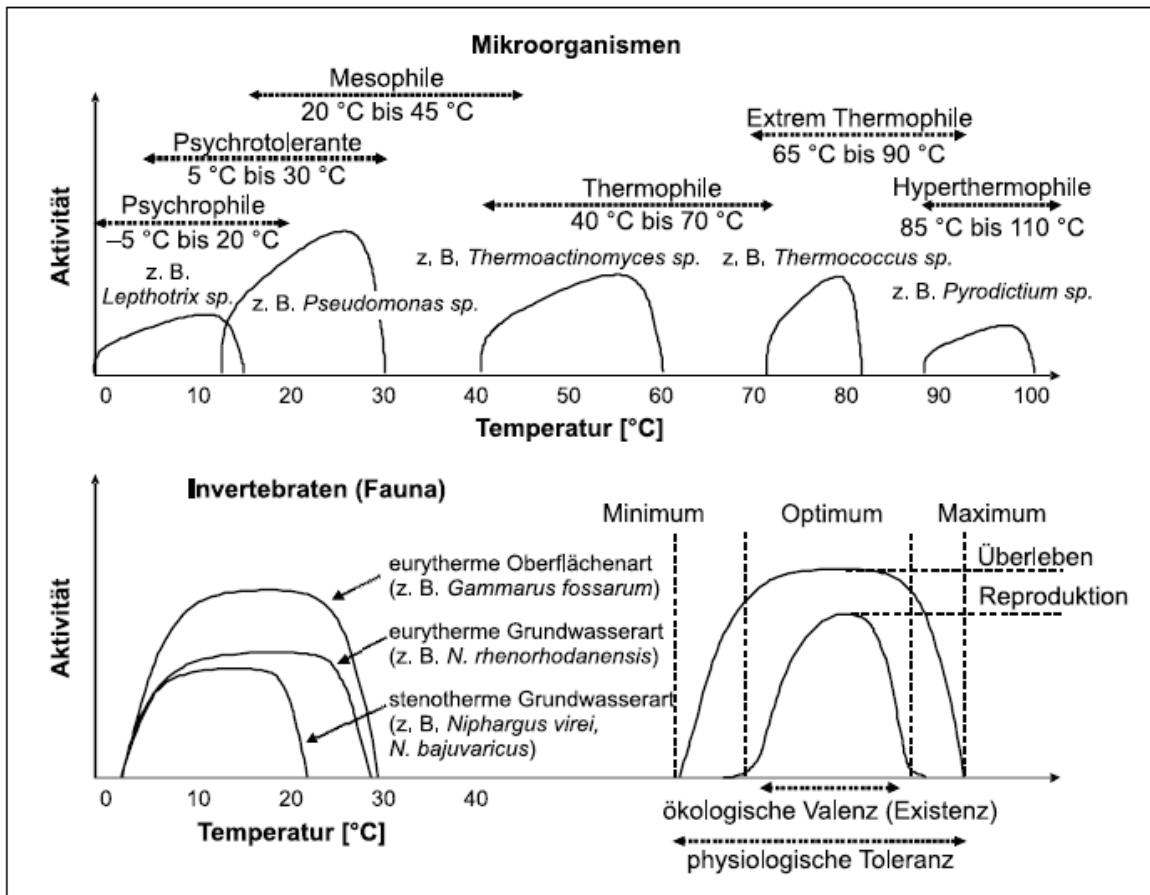 Mikroorganismen
Mesophile
20 °C bis 45 °C
Extrem Thermophile
65 °C bis 90 °C
Psychrotolerante
5 °C bis 30 °C
Thermophile
40 °C bis 70 °C
Hyperthermophile
85 °C bis 110 °C
Psychrophile
–5 °C bis 20 °C
z. B.
Lepthotrix sp.
z. B. Pseudomonas sp.
z. B. Thermoactinomyces sp.
z. B. Thermococcus sp.
z. B. Pyrodictium sp.
Aktivität
0 10 20 30 40 50 60 70 80 90 100
Temperatur [°C]
Invertebraten (Fauna)
eurytherme Oberflächenart
(z. B. Gammarus fossarum)
eurytherme Grundwasserart
(z. B. N. rhenorhodanensis)
stenotherme Grundwasserart
(z. B. Niphargus virei,
N. bajuvaricus)
Aktivität
0 10 20 30 40
Temperatur [°C]
Minimum Optimum Maximum
Überleben
Reproduktion
ökologische Valenz (Existenz)
physiologische Toleranz